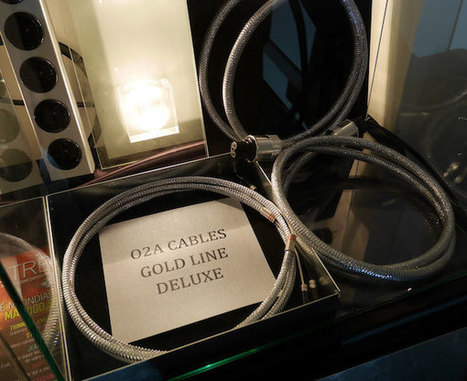 O2A CABLES
GOLD LINE
DELUXE